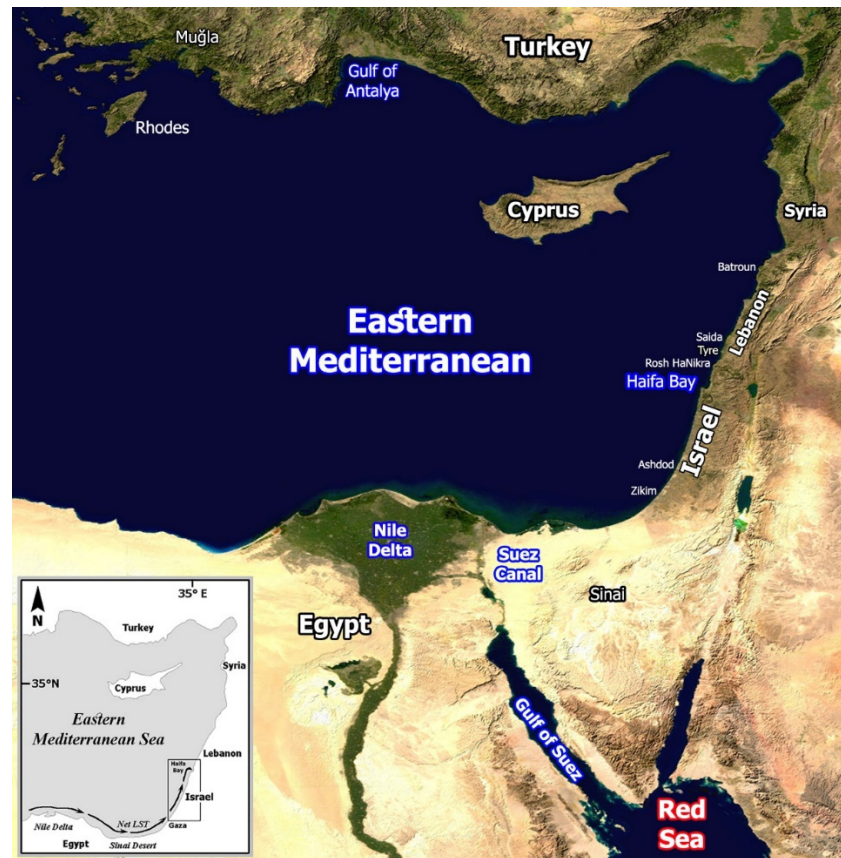 Muğla
Turkey
Gulf of
Antalya
Rhodes
Cyprus
Syria
Batroun
Lebanon
Eastern
Mediterranean
Saida
Tyre
Rosh HaNikra
Haifa Bay
Israel
Ashdod
Zikim
Nile
Delta
Suez
Canal
Sinai
Egypt
Gulf of Suez
Red
Sea
35° E
N
Turkey
35°N
Syria
Cyprus
Eastern
Mediterranean Sea
Lebanon
Haifa
Bay
Israel
Net LST
Gaza
Nile Delta
Egypt
Sinai Desert